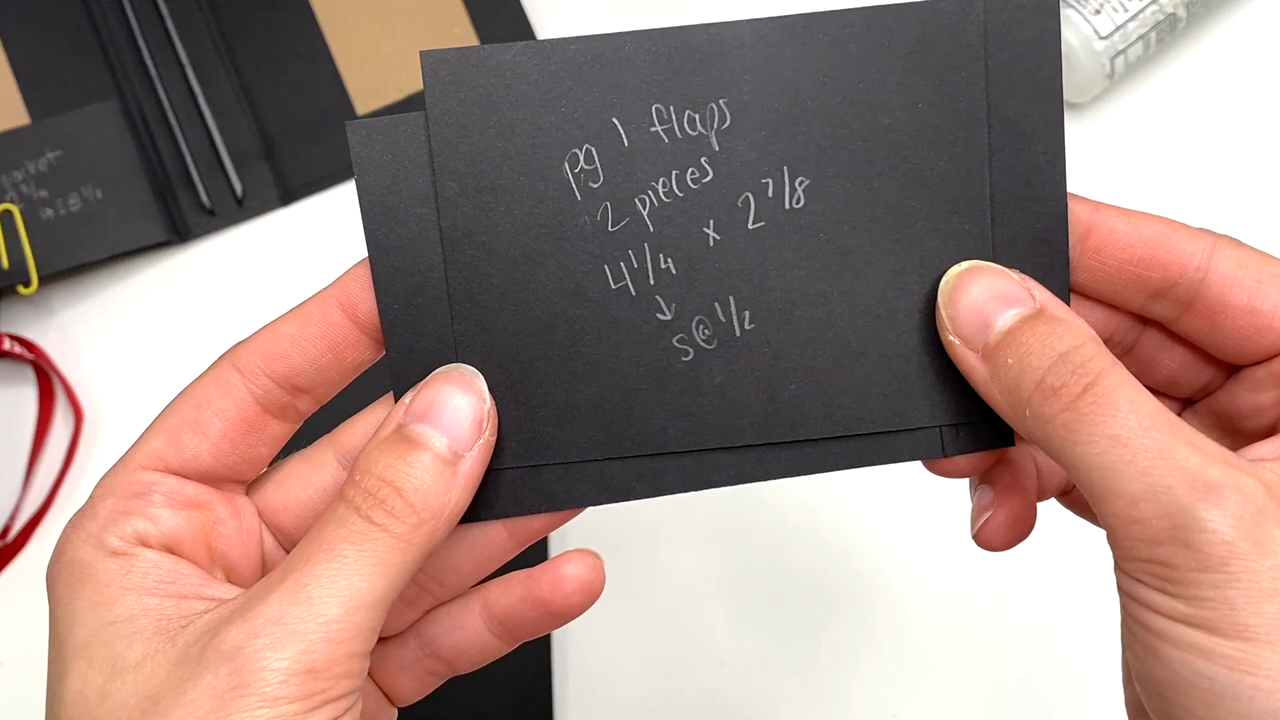 pg 1 flaps
2 pieces
4 1/4 x 2 7/8
↓
s@ 1/2